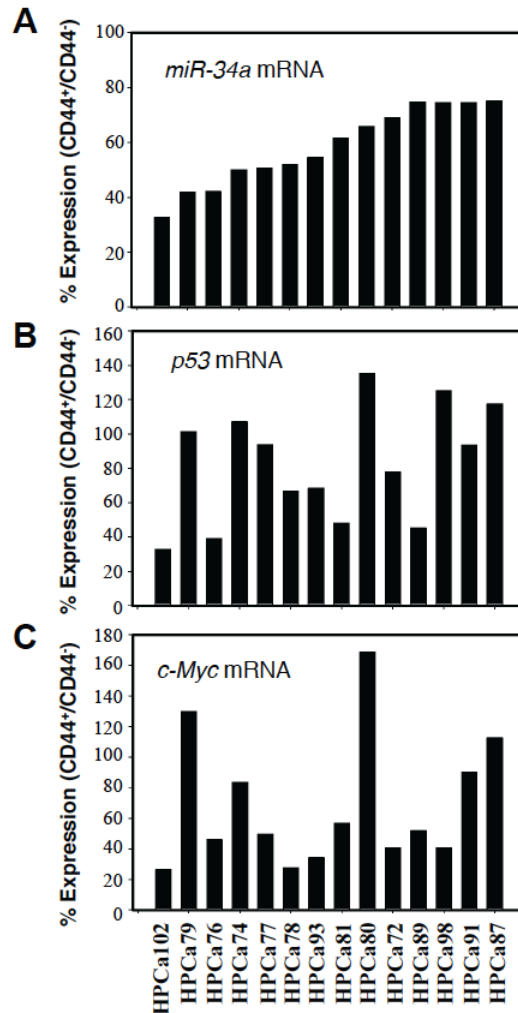 A
% Expression (CD44+/CD44-)
100
80
60
40
20
0
miR-34a mRNA
B
% Expression (CD44+/CD44-)
160
140
120
100
80
60
40
20
0
p53 mRNA
C
% Expression (CD44+/CD44-)
180
160
140
120
100
80
60
40
20
0
c-Myc mRNA
HPCa102
HPCa79
HPCa76
HPCa74
HPCa77
HPCa78
HPCa93
HPCa81
HPCa80
HPCa72
HPCa89
HPCa98
HPCa91
HPCa87